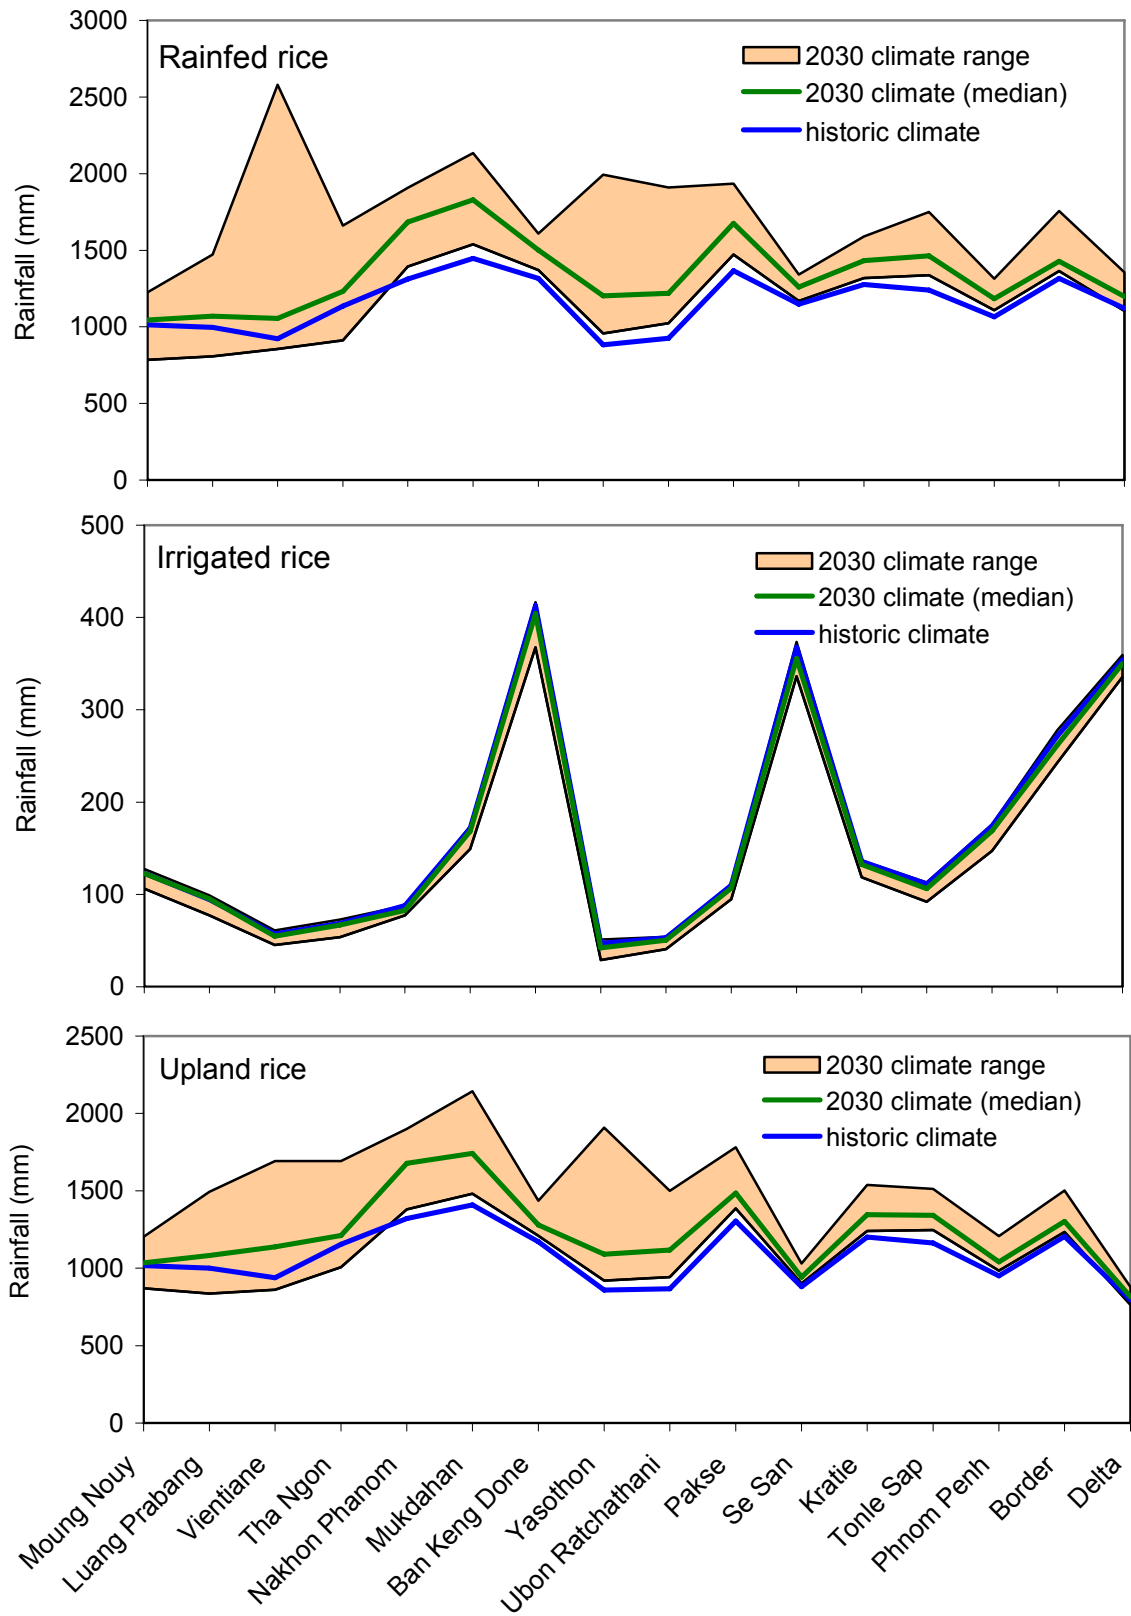 3000
Rainfed rice
2030 climate range
2500
2030 climate (median)
historic climate
2000
1500
1000
500
0
Rainfall (mm)
500
Irrigated rice
2030 climate range
2030 climate (median)
400
historic climate
300
200
100
0
Rainfall (mm)
2500
Upland rice
2030 climate range
2030 climate (median)
2000
historic climate
1500
1000
500
0
Rainfall (mm)
Moung Nouy
Luang Prabang
Vientiane
Tha Ngon
Nakhon Phanom
Mukdahan
Ban Keng Done
Yasothon
Ubon Ratchathani
Pakse
Se San
Kratie
Tonle Sap
Phnom Penh
Border
Delta